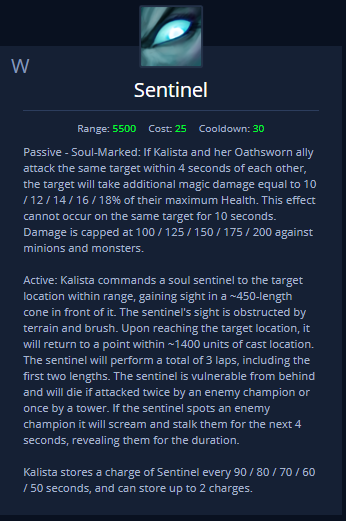 W
Sentinel
Range: 5500 Cost: 25 Cooldown: 30
Passive - Soul-Marked: If Kalista and her Oathsworn ally
attack the same target within 4 seconds of each other,
the target will take additional magic damage equal to 10
/ 12 / 14 / 16 / 18% of their maximum Health. This effect
cannot occur on the same target for 10 seconds.
Damage is capped at 100 / 125 / 150 / 175 / 200 against
minions and monsters.
Active: Kalista commands a soul sentinel to the target
location within range, gaining sight in a ~450-length
cone in front of it. The sentinel's sight is obstructed by
terrain and brush. Upon reaching the target location, it
will return to a point within ~1400 units of cast location.
The sentinel will perform a total of 3 laps, including the
first two lengths. The sentinel is vulnerable from behind
and will die if attacked twice by an enemy champion or
once by a tower. If the sentinel spots an enemy
champion it will scream and stalk them for the next 4
seconds, revealing them for the duration.
Kalista stores a charge of Sentinel every 90 / 80 / 70 / 60
/ 50 seconds, and can store up to 2 charges.